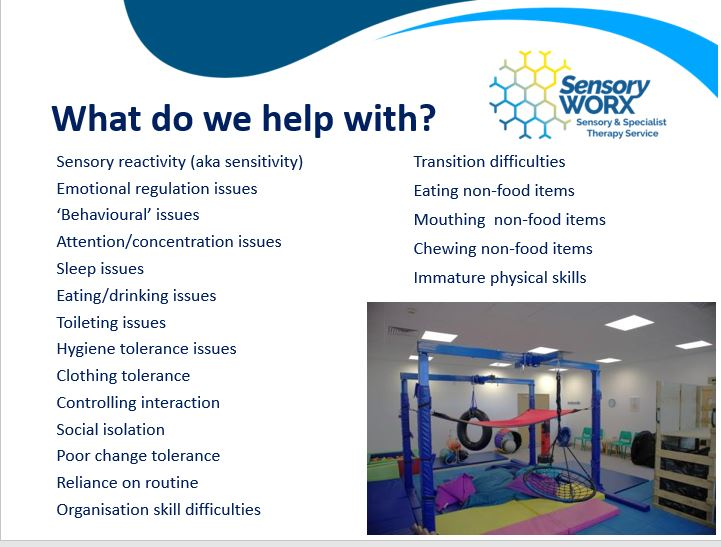 Sensory
WORX
Sensory & Specialist
Therapy Service
What do we help with?
Sensory reactivity (aka sensitivity)
Emotional regulation issues
‘Behavioural’ issues
Attention/concentration issues
Sleep issues
Eating/drinking issues
Toileting issues
Hygiene tolerance issues
Clothing tolerance
Controlling interaction
Social isolation
Poor change tolerance
Reliance on routine
Organisation skill difficulties
Transition difficulties
Eating non-food items
Mouthing  non-food items
Chewing non-food items
Immature physical skills